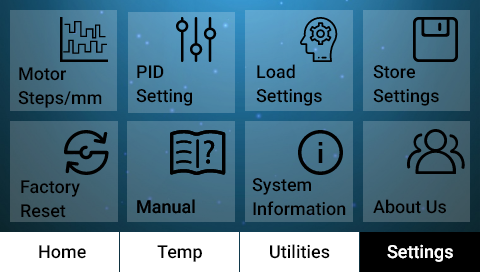 Motor
Steps/mm
PID
Setting
Load
Settings
Store
Settings
Factory
Reset
?
Manual
i
System
Information
About Us
Home
Temp
Utilities
Settings